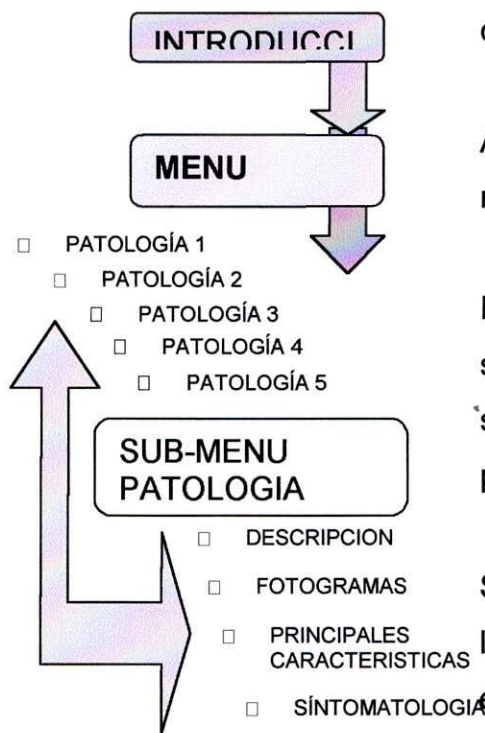 INTRODUCCI
MENU
□ PATOLOGÍA 1
□ PATOLOGÍA 2
□ PATOLOGÍA 3
□ PATOLOGÍA 4
□ PATOLOGÍA 5
SUB-MENU
PATOLOGIA
□ DESCRIPCION
□ FOTOGRAMAS
□ PRINCIPALES
CARACTERISTICAS
□ SÍNTOMATOLOGIA